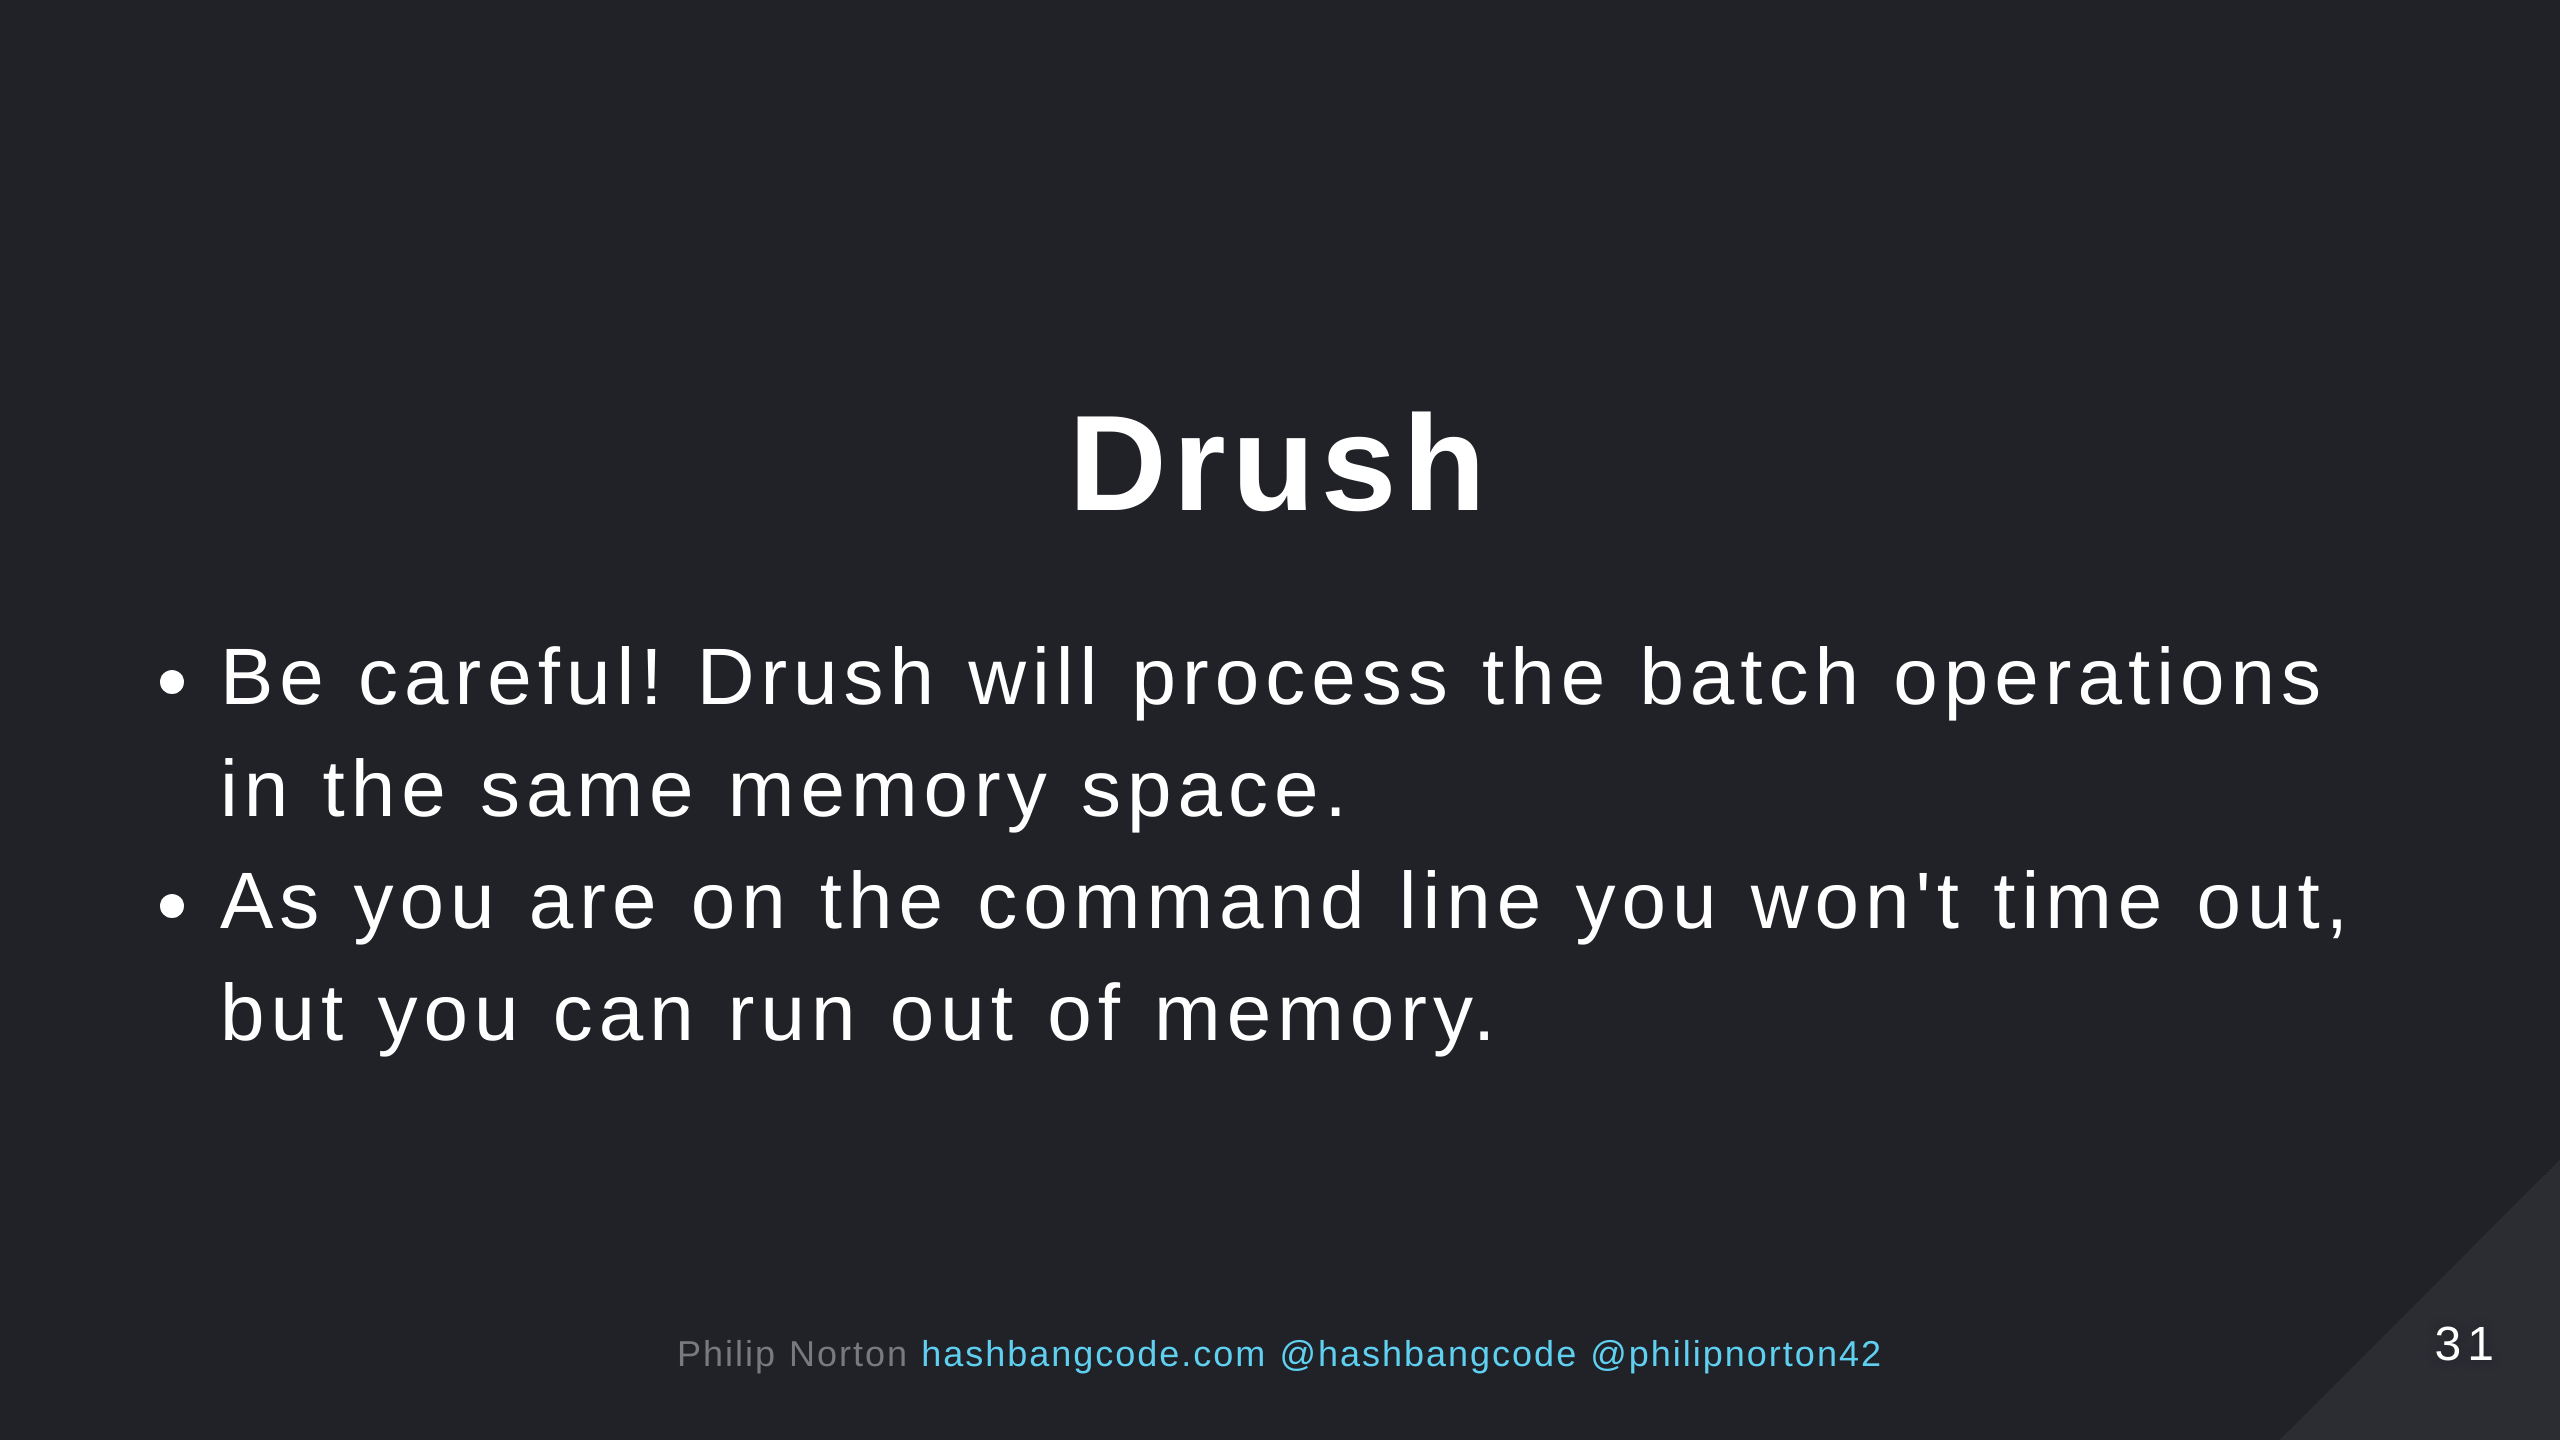 Drush
• Be careful! Drush will process the batch operations
in the same memory space.
• As you are on the command line you won't time out,
but you can run out of memory.
Philip Norton hashbangcode.com @hashbangcode @philipnorton42
31